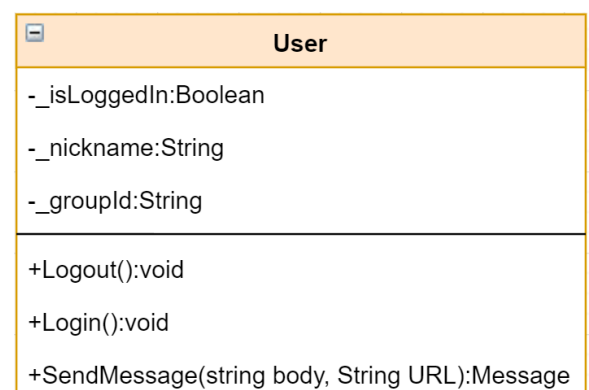 User
-_isLoggedIn:Boolean
-_nickname:String
-_groupId:String
+Logout():void
+Login():void
+SendMessage(string body, String URL):Message